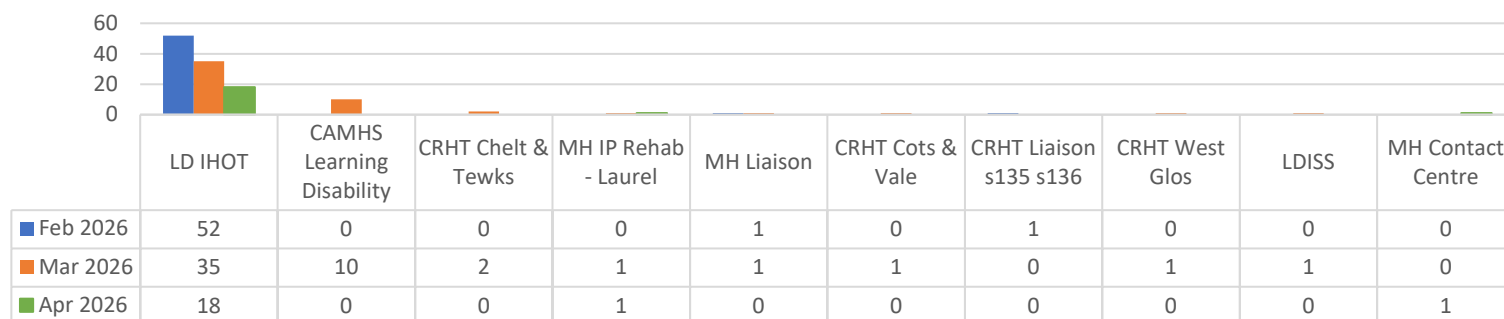 60
40
20
0
LD IHOT
CAMHS
Learning
Disability
CRHT Chelt &
Tewks
MH IP Rehab
- Laurel
MH Liaison
CRHT Cots &
Vale
CRHT Liaison
s135 s136
CRHT West
Glos
LDISS
MH Contact
Centre
Feb 2026 52 0 0 0 1 0 1 0 0 0
Mar 2026 35 10 2 1 1 1 0 1 1 0
Apr 2026 18 0 0 1 0 0 0 0 0 1